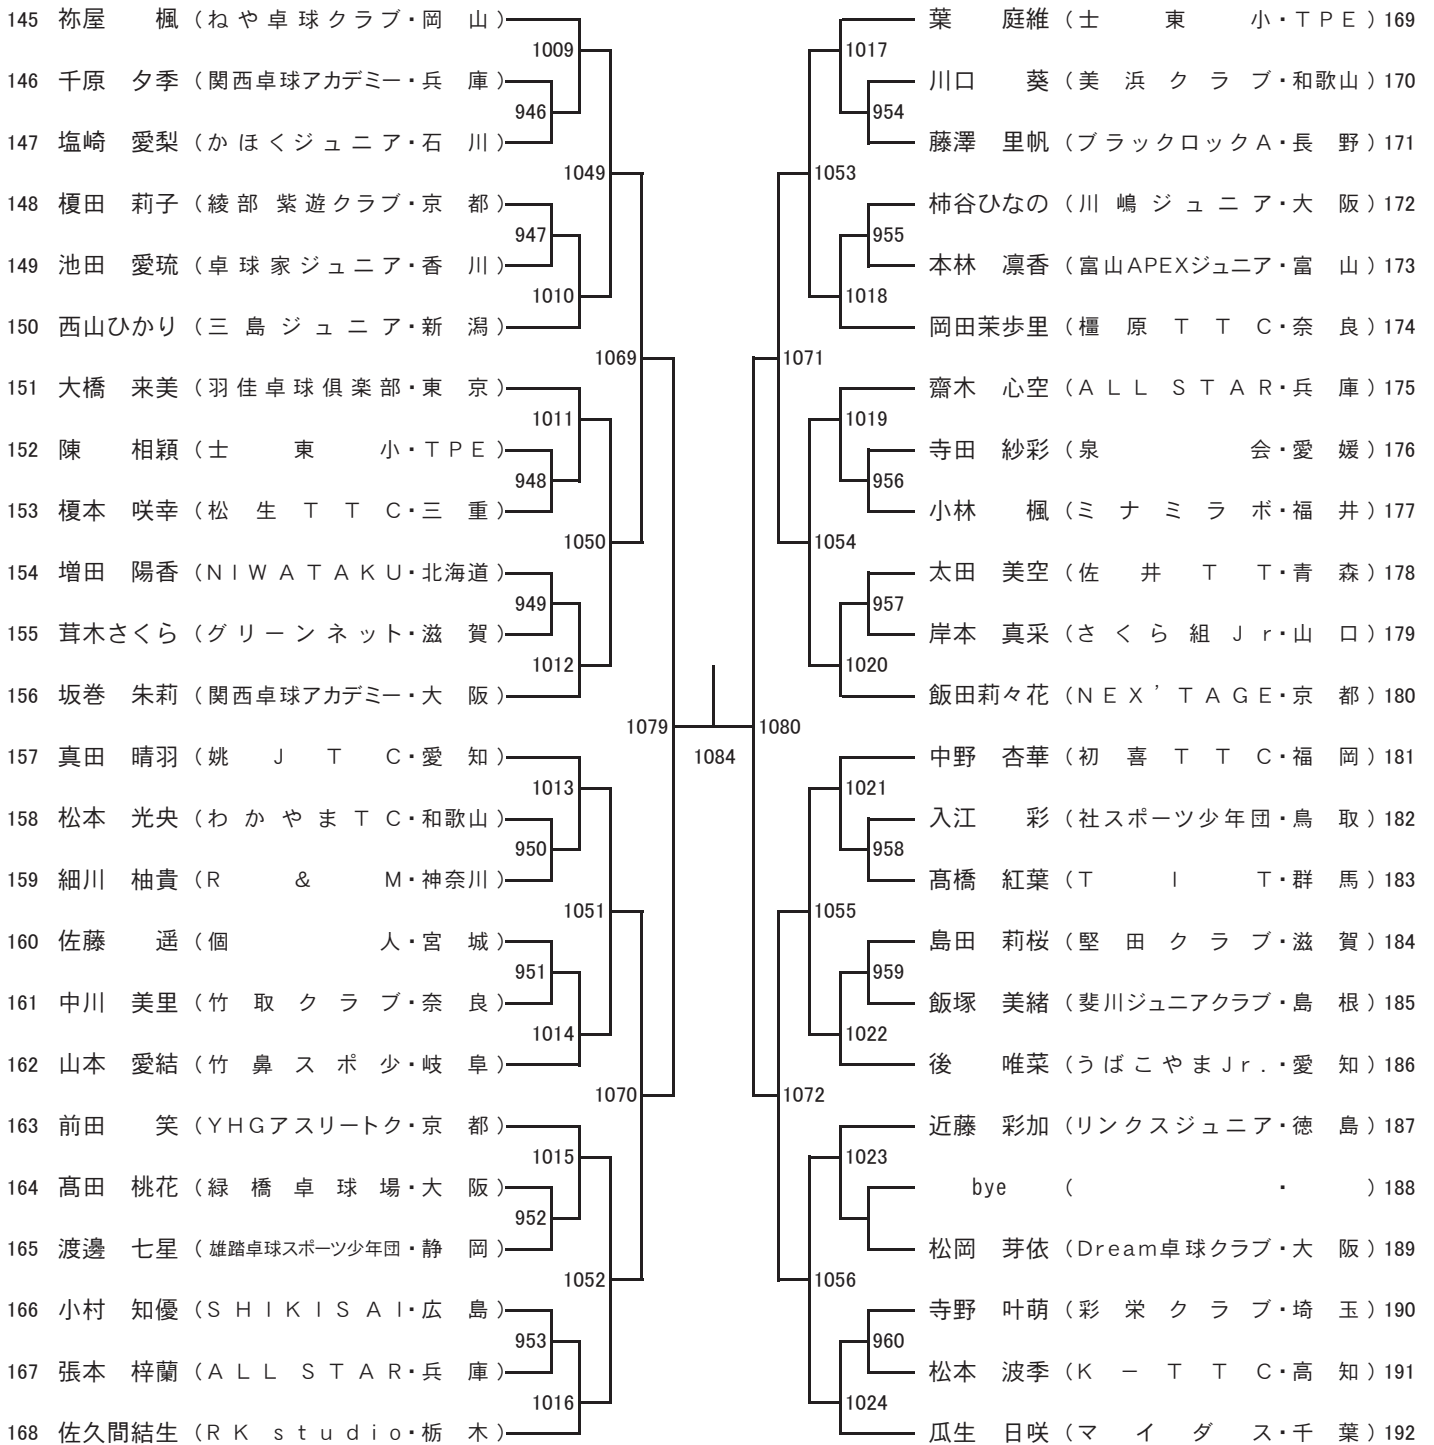 145 祢屋 楓 (ねや卓球クラブ・岡山)
1009
146 千原 夕季 (関西卓球アカデミー・兵庫)
946
147 塩崎 愛梨 (かほくジュニア・石川)
1049
148 榎田 莉子 (綾部紫遊クラブ・京都)
947
149 池田 愛琉 (卓球家ジュニア・香川)
1010
150 西山ひかり (三島ジュニア・新潟)
1069
151 大橋 来美 (羽佳卓球倶楽部・東京)
1011
152 陳 相穎 (士東小・TPE)
948
153 榎本 咲幸 (松生TTC・三重)
1050
154 増田 陽香 (NIWATAKU・北海道)
949
155 茸木さくら (グリーンネット・滋賀)
1012
156 坂巻 朱莉 (関西卓球アカデミー・大阪)
1079
157 真田 晴羽 (姚JTC・愛知)
1013
158 松本 光央 (わかやまTC・和歌山)
950
159 細川 柚貴 (R&M・神奈川)
1051
160 佐藤 遥 (個人・宮城)
951
161 中川 美里 (竹取クラブ・奈良)
1014
162 山本 愛結 (竹鼻スポ少・岐阜)
1070
163 前田 笑 (YHGアスリートク・京都)
1015
164 髙田 桃花 (緑橋卓球場・大阪)
952
165 渡邊 七星 (雄踏卓球スポーツ少年団・静岡)
1052
166 小村 知優 (SHIKISAI・広島)
953
167 張本 梓蘭 (ALL STAR・兵庫)
1016
168 佐久間結生 (RK studio・栃木)
1084
葉 庭維 (士東小・TPE) 169
1017
川口 葵 (美浜クラブ・和歌山) 170
954
藤澤 里帆 (ブラックロックA・長野) 171
1053
柿谷ひなの (川嶋ジュニア・大阪) 172
955
本林 凛香 (富山APEXジュニア・富山) 173
1018
岡田茉歩里 (橿原TTC・奈良) 174
1071
齋木 心空 (ALL STAR・兵庫) 175
1019
寺田 紗彩 (泉会・愛媛) 176
956
小林 楓 (ミナミラボ・福井) 177
1054
太田 美空 (佐井TT・青森) 178
957
岸本 真采 (さくら組Jr・山口) 179
1020
飯田莉々花 (NEX’TAGE・京都) 180
1080
中野 杏華 (初喜TTC・福岡) 181
1021
入江 彩 (社スポーツ少年団・鳥取) 182
958
髙橋 紅葉 (TIT・群馬) 183
1055
島田 莉桜 (堅田クラブ・滋賀) 184
959
飯塚 美緒 (斐川ジュニアクラブ・島根) 185
1022
後 唯菜 (うばこやまJr.・愛知) 186
1072
近藤 彩加 (リンクスジュニア・徳島) 187
1023
bye ( ・ ) 188
松岡 芽依 (Dream卓球クラブ・大阪) 189
1056
寺野 叶萌 (彩栄クラブ・埼玉) 190
960
松本 波季 (K－TTC・高知) 191
1024
瓜生 日咲 (マイダス・千葉) 192